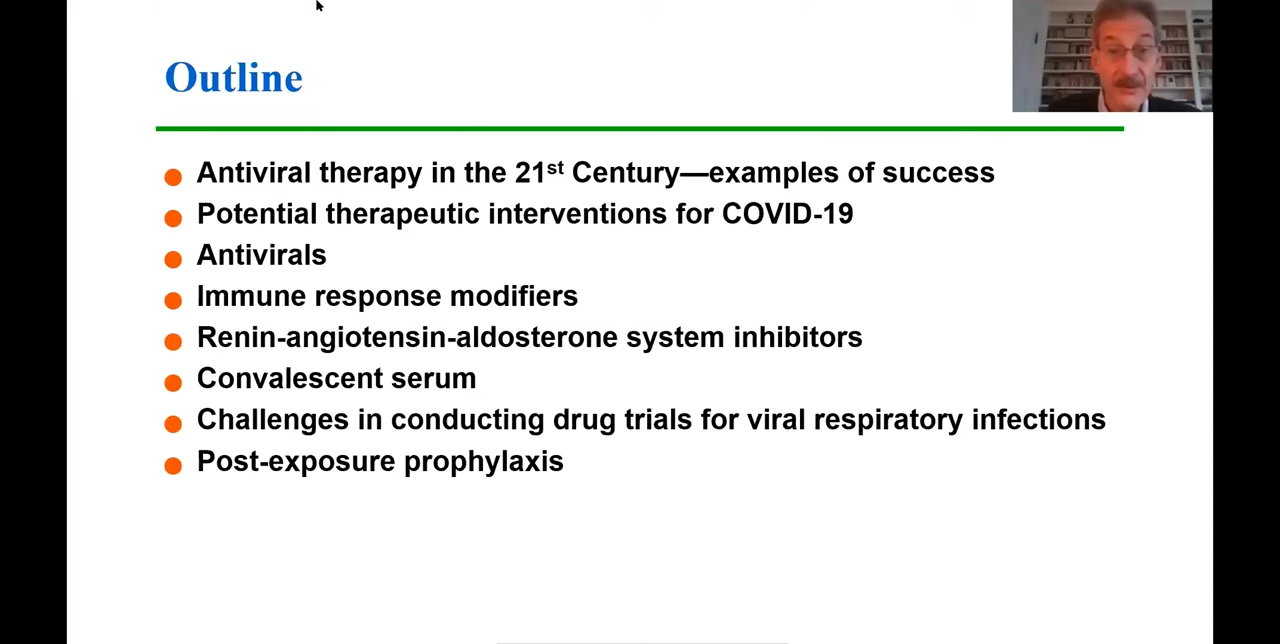 Outline
Antiviral therapy in the 21st Century—examples of success
Potential therapeutic interventions for COVID-19
Antivirals
Immune response modifiers
Renin-angiotensin-aldosterone system inhibitors
Convalescent serum
Challenges in conducting drug trials for viral respiratory infections
Post-exposure prophylaxis